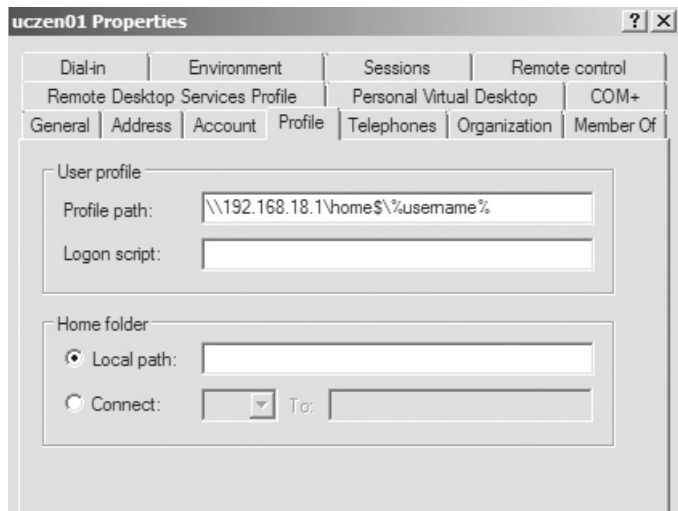 uczen01 Properties
Dial-in Environment Sessions Remote control
Remote Desktop Services Profile Personal Virtual Desktop COM+
General Address Account Profile Telephones Organization Member Of
User profile
Profile path: \\192.168.18.1\home$\%username%
Logon script:
Home folder
Local path:
Connect: To: